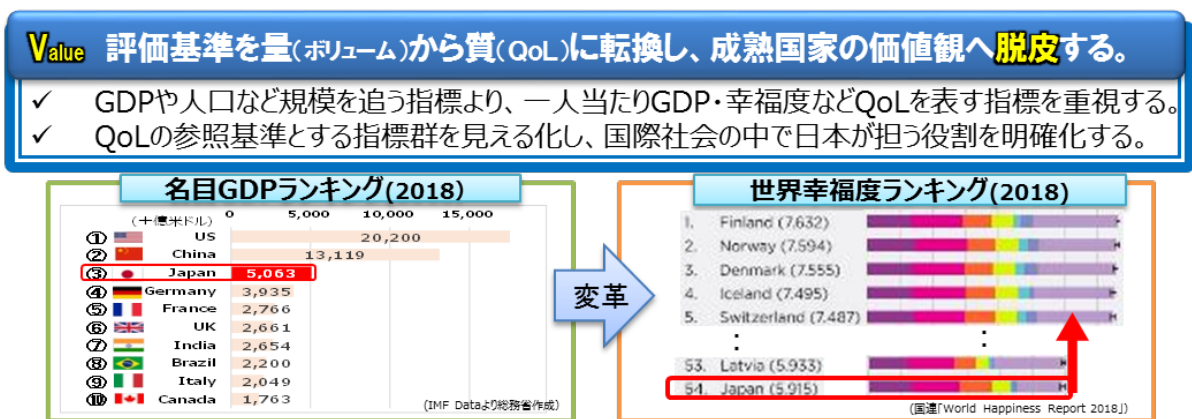 Value 評価基準を量(ボリューム)から質(QoL)に転換し、成熟国家の価値観へ脱皮する。
✓ GDPや人口など規模を追う指標より、一人当たりGDP・幸福度などQoLを表す指標を重視する。
✓ QoLの参照基準とする指標群を見える化し、国際社会の中で日本が担う役割を明確化する。
名目GDPランキング(2018)
(十億米ドル) 0 5,000 10,000 15,000
① US 20,200
② China 13,119
③ Japan 5,063
④ Germany 3,935
⑤ France 2,766
⑥ UK 2,661
⑦ India 2,654
⑧ Brazil 2,200
⑨ Italy 2,049
⑩ Canada 1,763
(IMF Dataより総務省作成)
変革
世界幸福度ランキング(2018)
1. Finland (7.632)
2. Norway (7.594)
3. Denmark (7.555)
4. Iceland (7.495)
5. Switzerland (7.487)
:
:
53. Latvia (5.933)
54. Japan (5.915)
(国連「World Happiness Report 2018」)